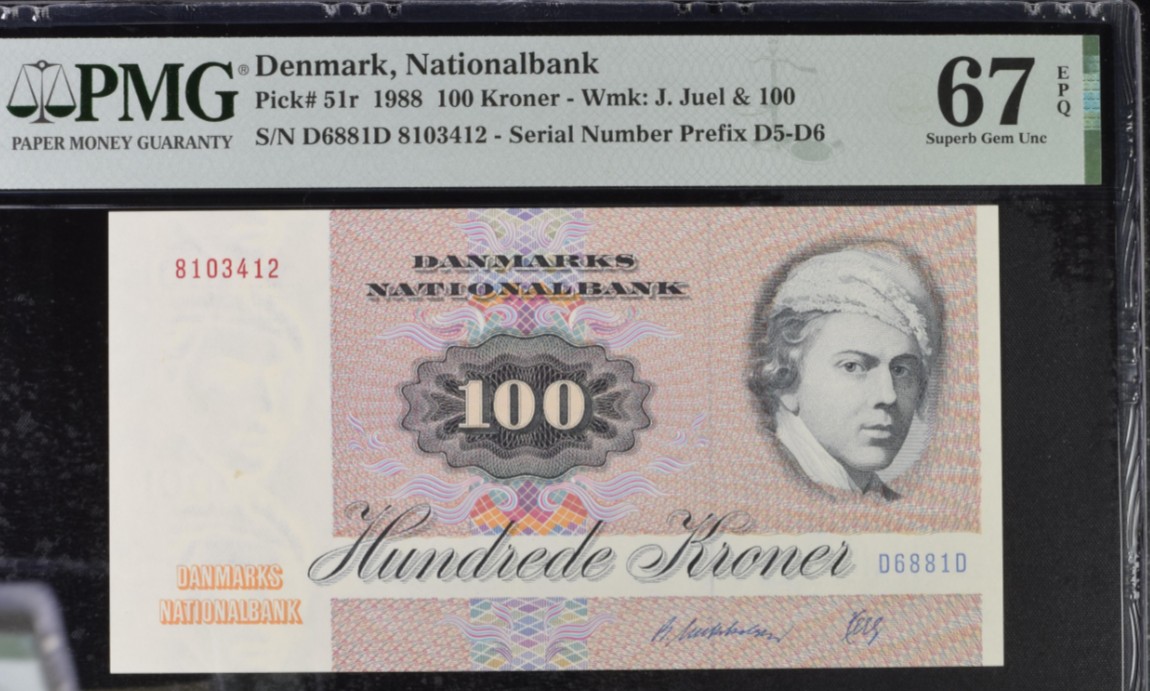 PMG®
PAPER MONEY GUARANTY
Denmark, Nationalbank
Pick# 51r 1988 100 Kroner - Wmk: J. Juel & 100
S/N D6881D 8103412 - Serial Number Prefix D5-D6
67
EPQ
Superb Gem Unc
8103412
DANMARKS
NATIONALBANK
100
Hundrede Kroner
D6881D
DANMARKS
NATIONALBANK